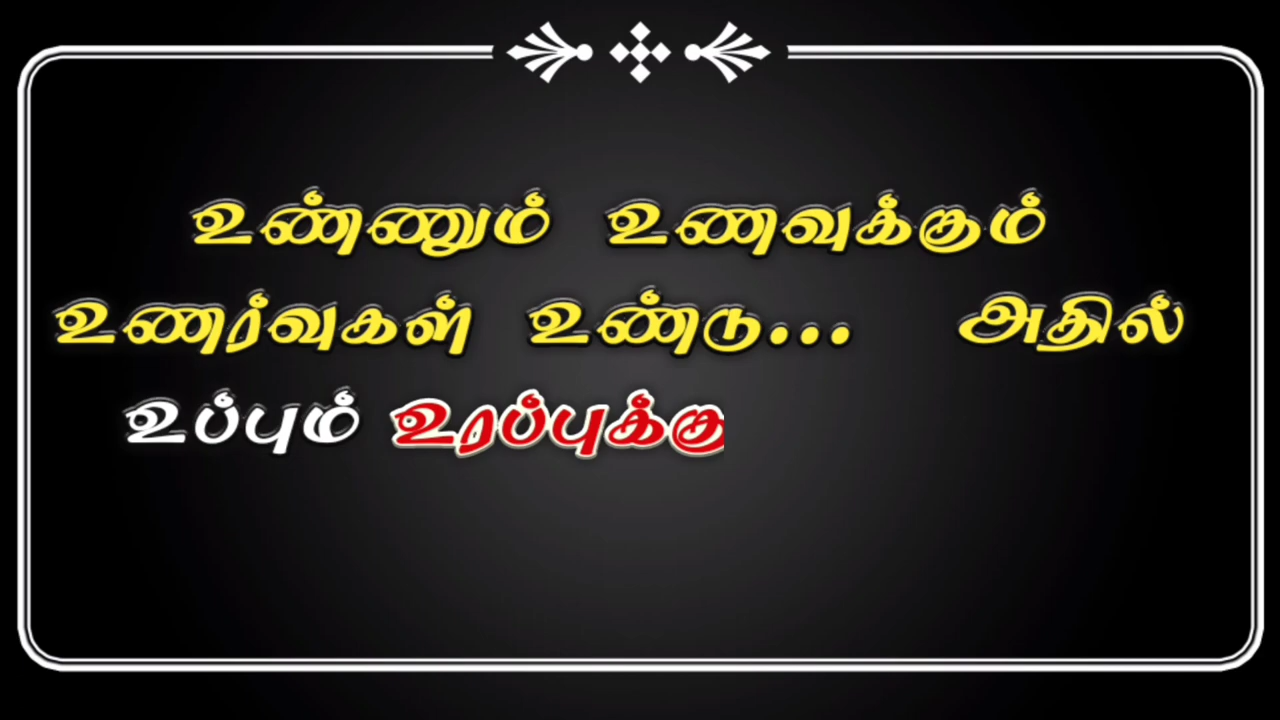 உண்ணும் உணவுக்கும்
உணர்வுகள் உண்டு... அதில்
உப்பும் உரப்புக்கு